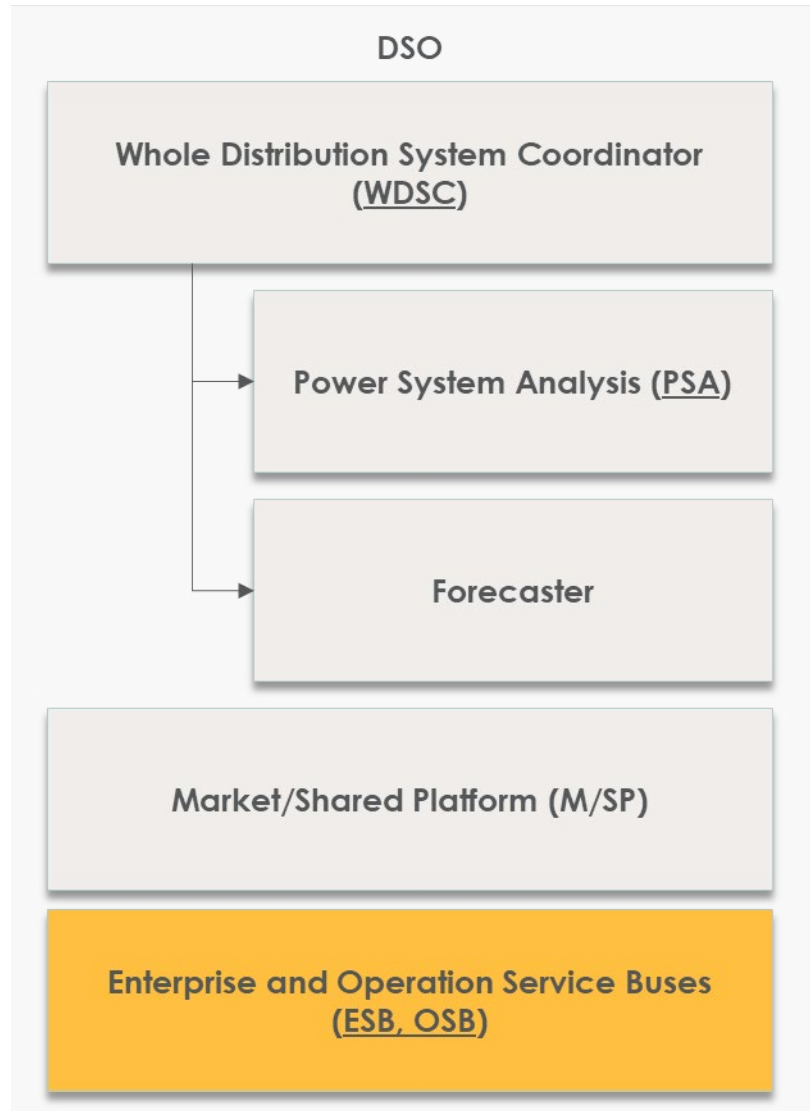 DSO
Whole Distribution System Coordinator
(WDSC)
Power System Analysis (PSA)
Forecaster
Market/Shared Platform (M/SP)
Enterprise and Operation Service Buses
(ESB, OSB)